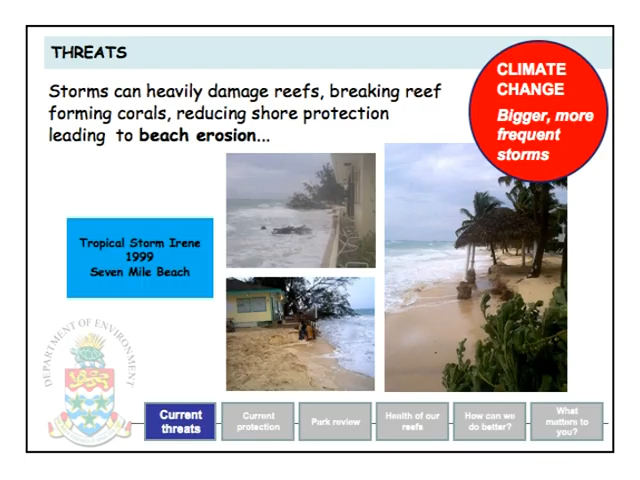 THREATS
CLIMATE
CHANGE
Bigger, more
frequent
storms
Storms can heavily damage reefs, breaking reef
forming corals, reducing shore protection
leading to beach erosion...
Tropical Storm Irene
1999
Seven Mile Beach
DEPARTMENT OF ENVIRONMENT
Current
threats
Current
protection
Park review
Health of our
reefs
How can we
do better?
What
matters to
you?